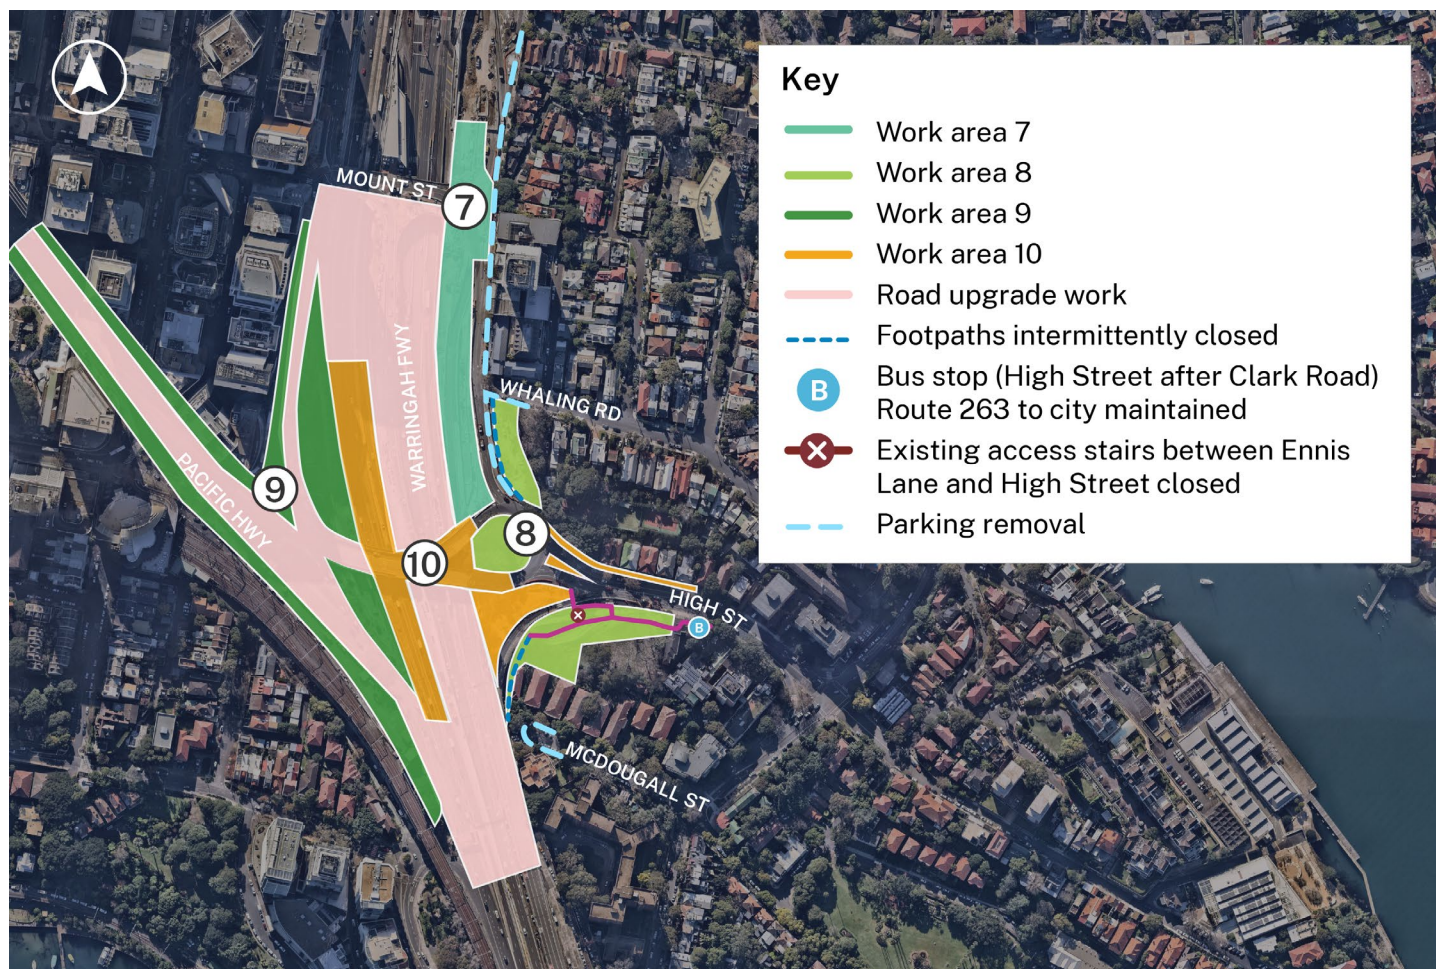 Key
Work area 7
Work area 8
Work area 9
Work area 10
Road upgrade work
Footpaths intermittently closed
B
Bus stop (High Street after Clark Road)
Route 263 to city maintained
Existing access stairs between Ennis
Lane and High Street closed
Parking removal
MOUNT ST
7
WARRINGAH FWY
WHALING RD
PACIFIC HWY
9
8
10
HIGH ST
B
MCDOUGALL ST